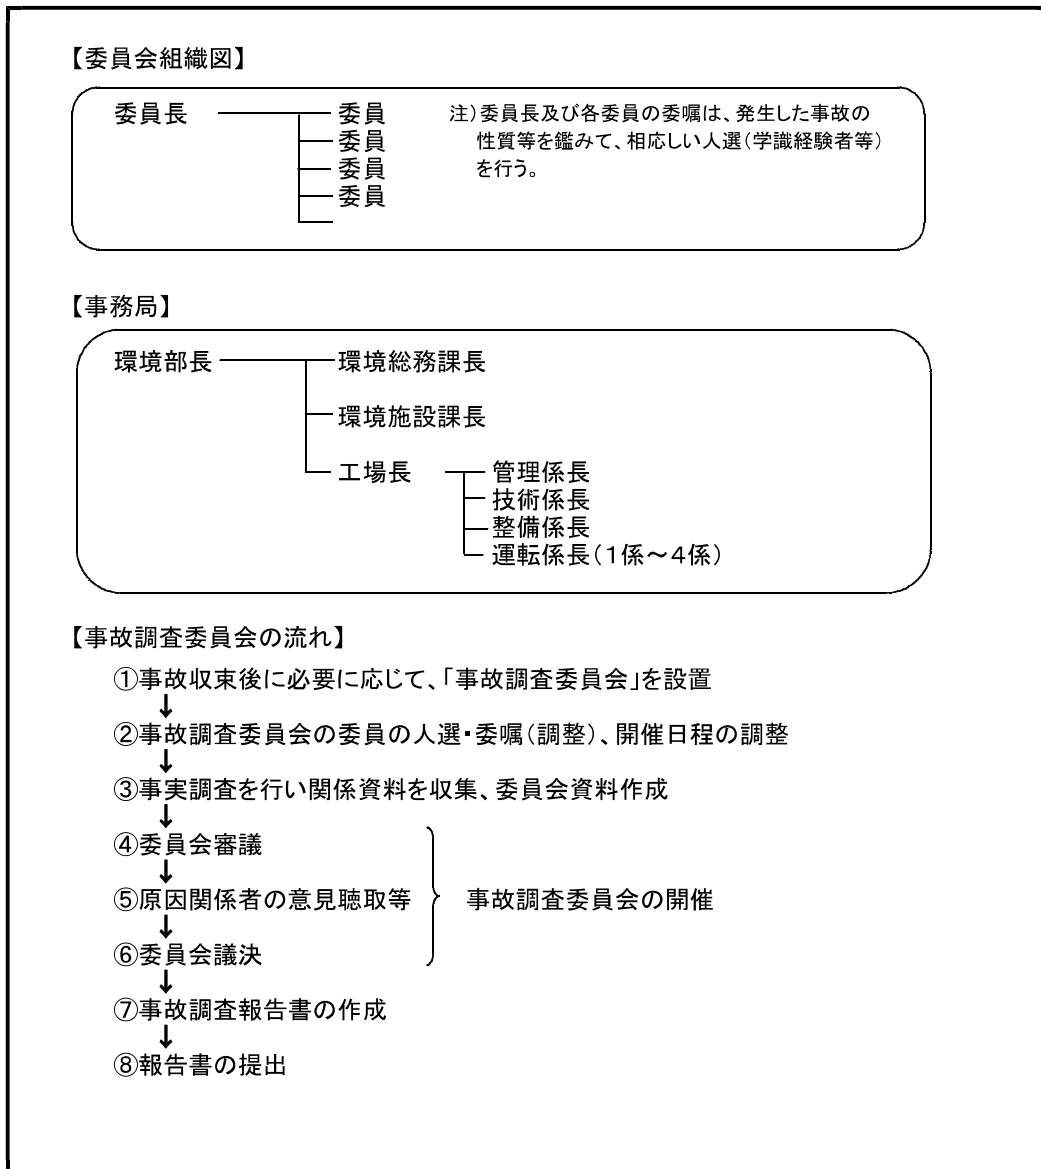 【委員会組織図】
委員長 委員 注）委員長及び各委員の委嘱は、発生した事故の
委員 性質等を鑑みて、相応しい人選（学識経験者等）
委員 を行う。
委員
【事務局】
環境部長 環境総務課長
環境施設課長
工場長 管理係長
技術係長
整備係長
運転係長（１係～４係）
【事故調査委員会の流れ】
①事故収束後に必要に応じて、「事故調査委員会」を設置
↓
②事故調査委員会の委員の人選・委嘱（調整）、開催日程の調整
↓
③事実調査を行い関係資料を収集、委員会資料作成
↓
④委員会審議
↓
⑤原因関係者の意見聴取等 事故調査委員会の開催
↓
⑥委員会議決
↓
⑦事故調査報告書の作成
↓
⑧報告書の提出